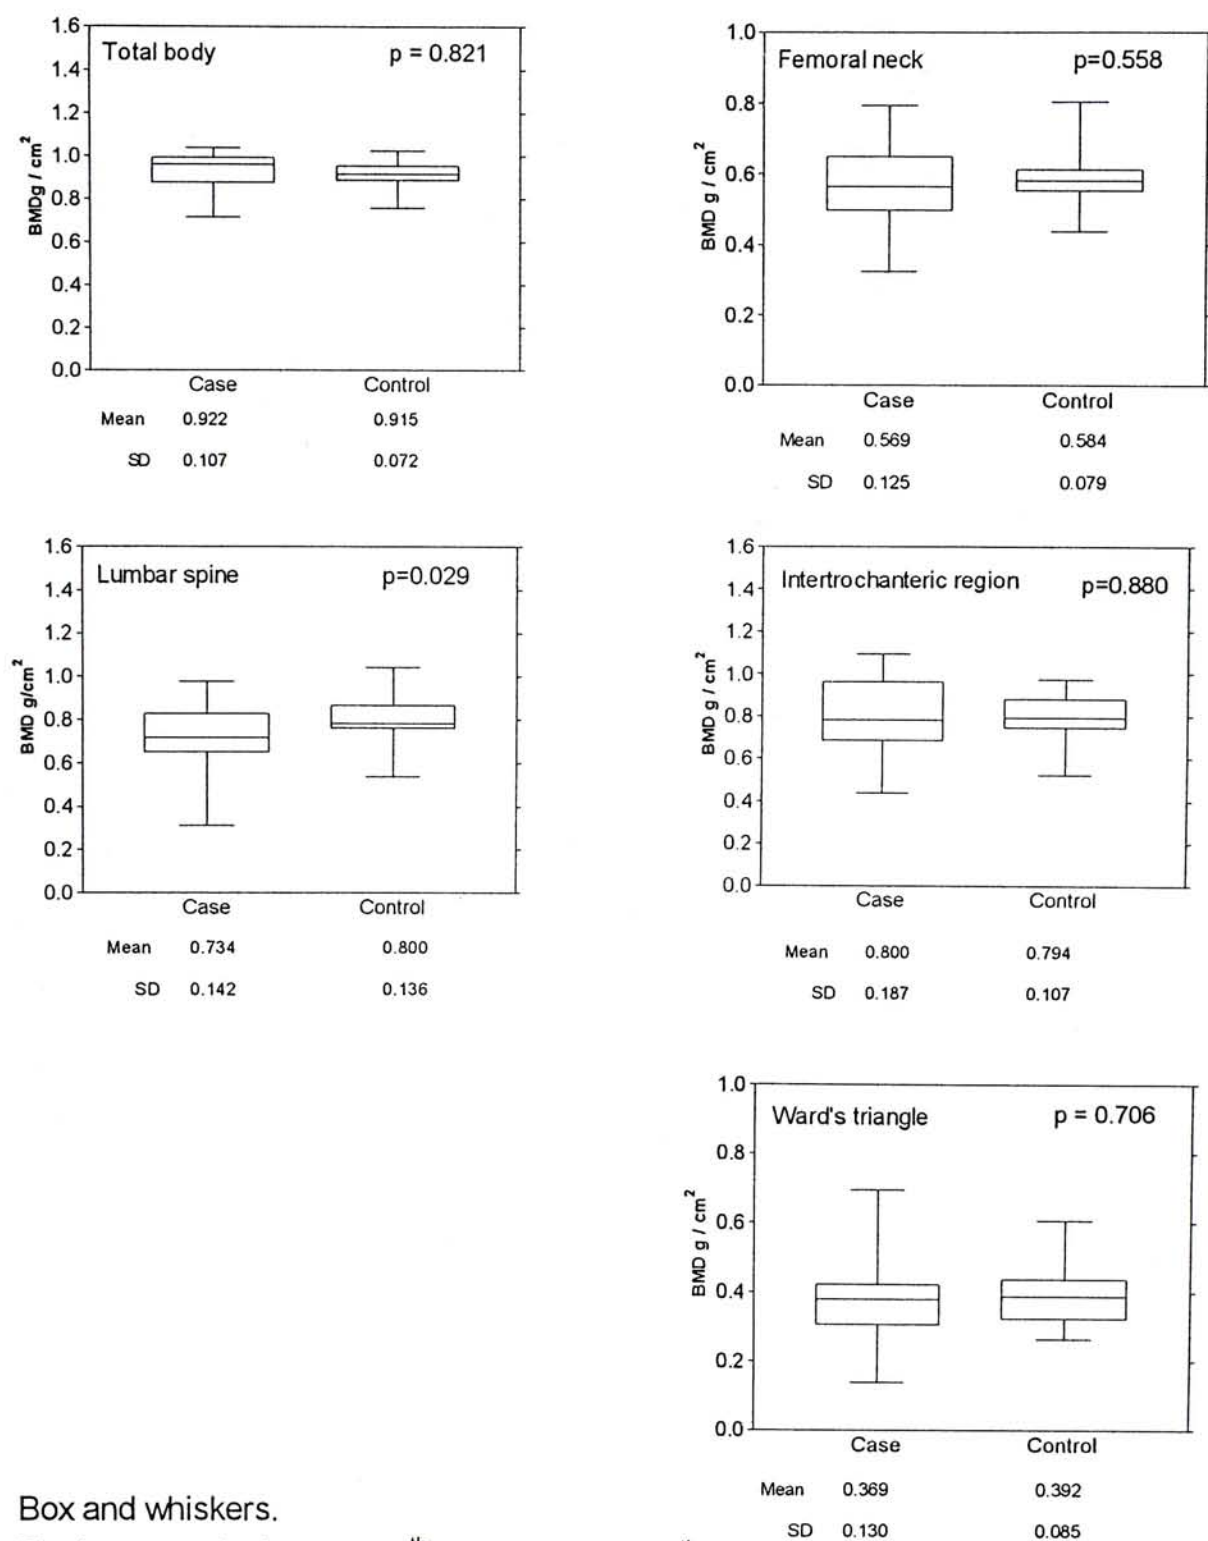 Total body p = 0.821
BMDg / cm2
1.6
1.4
1.2
1.0
0.8
0.6
0.4
0.2
0.0
Case Control
Mean 0.922 0.915
SD 0.107 0.072
Femoral neck p=0.558
BMD g / cm2
1.0
0.8
0.6
0.4
0.2
0.0
Case Control
Mean 0.569 0.584
SD 0.125 0.079
Lumbar spine p=0.029
BMD g/cm2
1.6
1.4
1.2
1.0
0.8
0.6
0.4
0.2
0.0
Case Control
Mean 0.734 0.800
SD 0.142 0.136
Intertrochanteric region p=0.880
BMD g / cm2
1.6
1.4
1.2
1.0
0.8
0.6
0.4
0.2
0.0
Case Control
Mean 0.800 0.794
SD 0.187 0.107
Ward's triangle p = 0.706
BMD g / cm2
1.0
0.8
0.6
0.4
0.2
0.0
Case Control
Mean 0.369 0.392
SD 0.130 0.085
Box and whiskers.